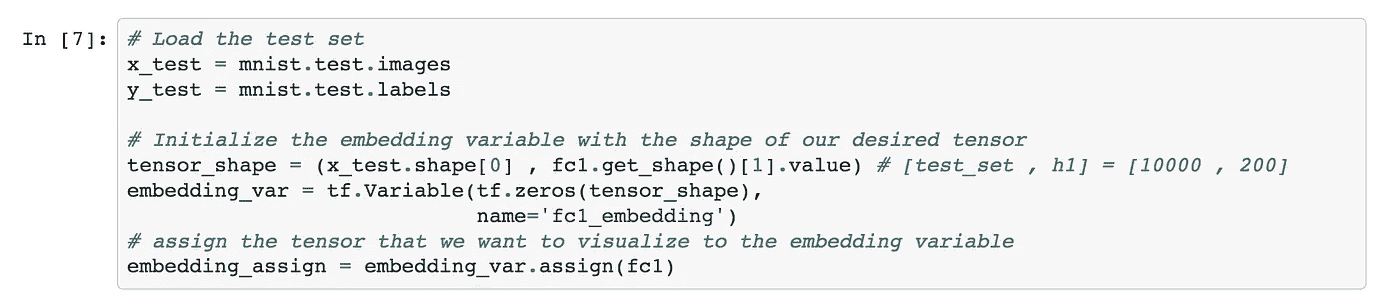 In [7]: # Load the test set
x_test = mnist.test.images
y_test = mnist.test.labels

# Initialize the embedding variable with the shape of our desired tensor
tensor_shape = (x_test.shape[0] , fc1.get_shape()[1].value) # [test_set , h1] = [10000 , 200]
embedding_var = tf.Variable(tf.zeros(tensor_shape),
                            name='fc1_embedding')
# assign the tensor that we want to visualize to the embedding variable
embedding_assign = embedding_var.assign(fc1)